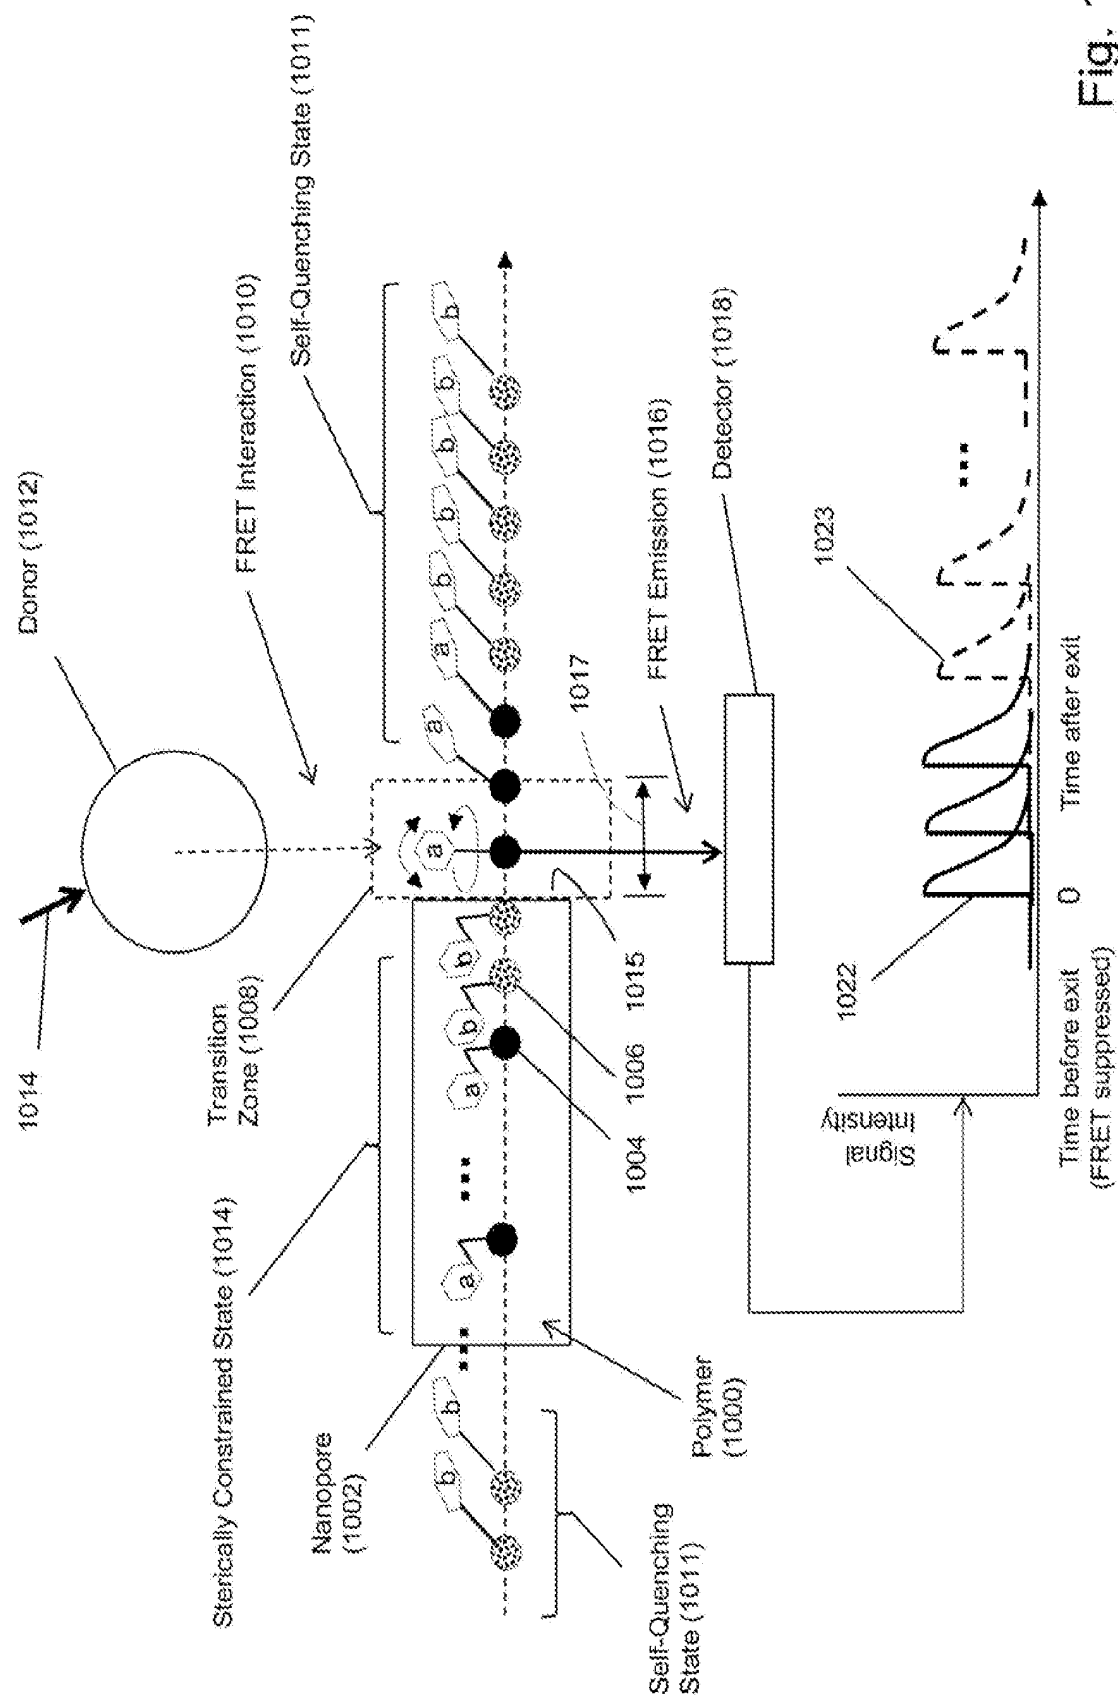 1014
Donor (1012)
Transition
Zone (1008)
FRET Interaction (1010)
Sterically Constrained State (1014)
Self-Quenching State (1011)
Nanopore
(1002)
b
b
a
a
b
b
a
a
a
b
b
b
b
b
Self-Quenching
State (1011)
Polymer
(1000)
1004
1006
1015
1017
FRET Emission (1016)
Detector (1018)
Signal
Intensity
1022
1023
Time before exit
(FRET suppressed)
0
Time after exit
Fig.